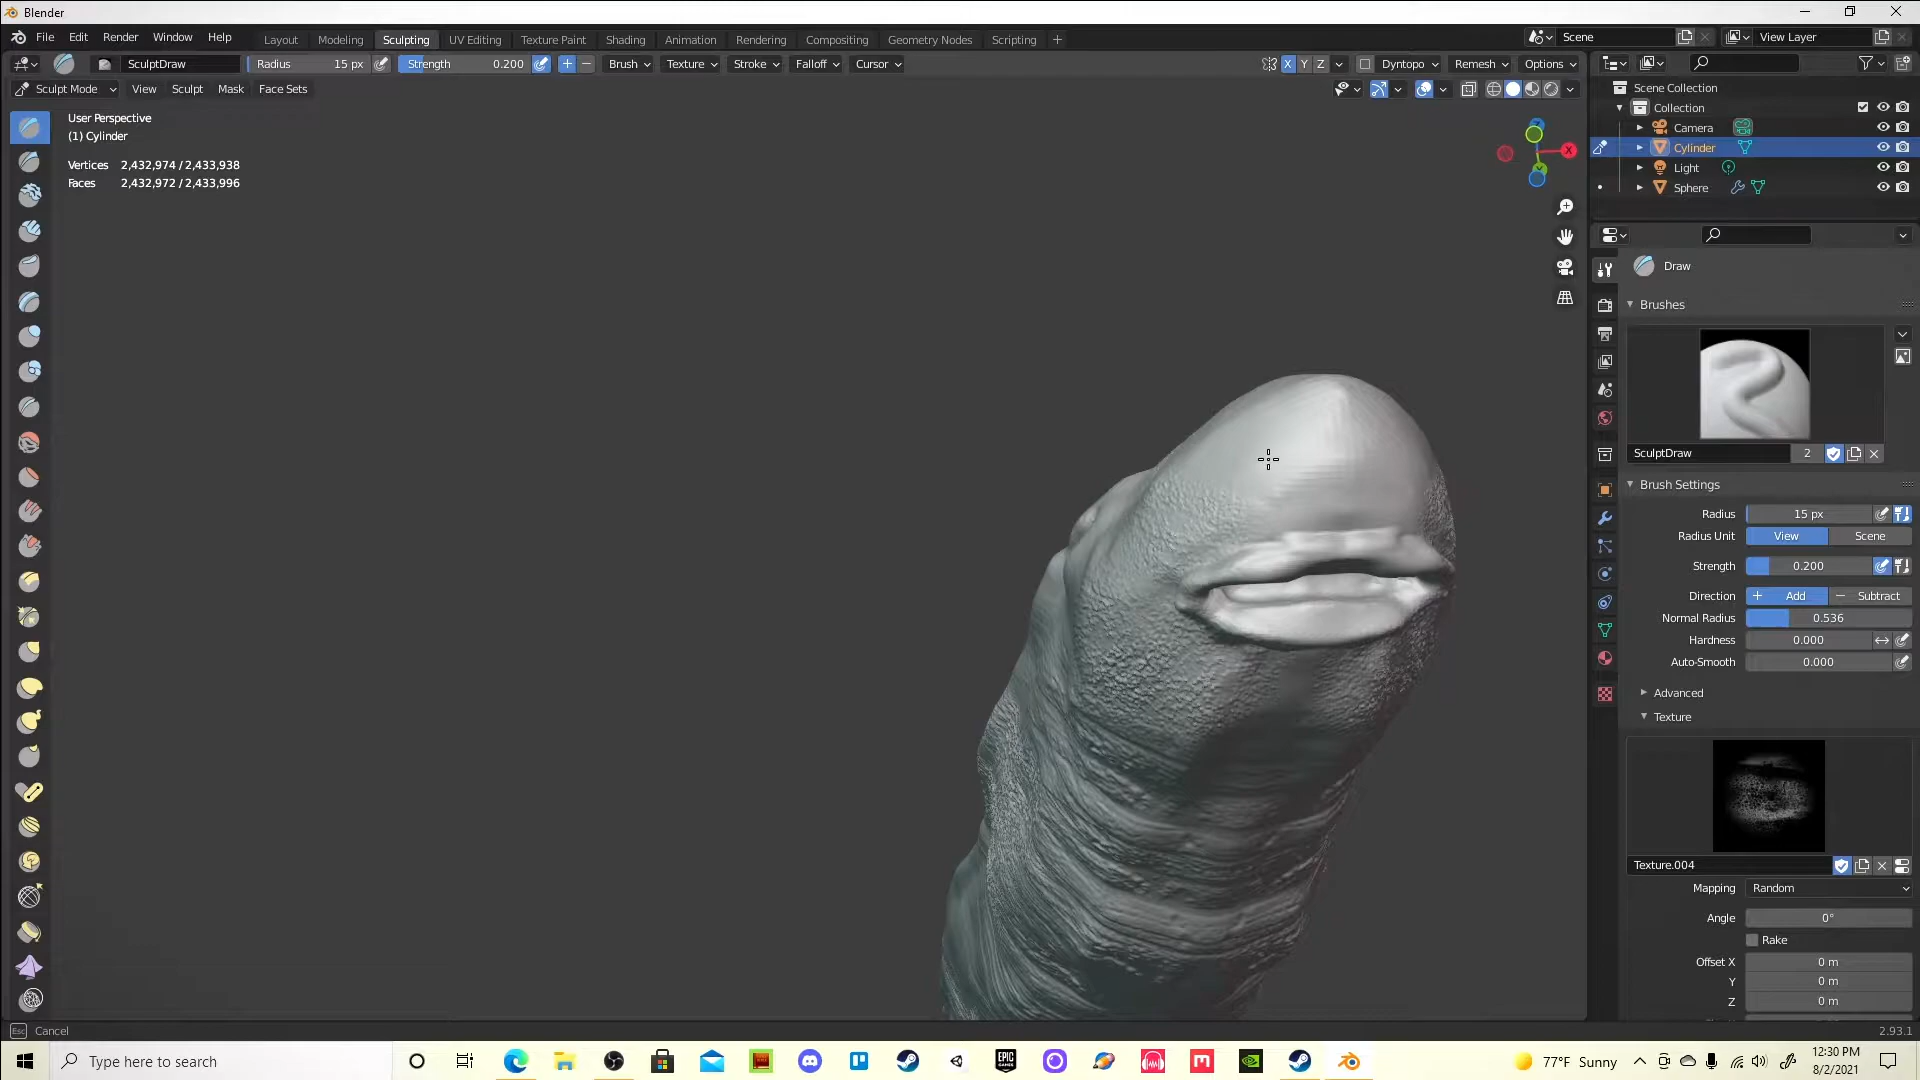 Blender
File Edit Render Window Help
Layout Modeling Sculpting UV Editing Texture Paint Shading Animation Rendering Compositing Geometry Nodes Scripting +
Scene View Layer
SculptDraw Radius 15 px Strength 0.200 + − Brush Texture Stroke Falloff Cursor X Y Z Dyntopo Remesh Options
Sculpt Mode View Sculpt Mask Face Sets
User Perspective
(1) Cylinder
Vertices 2,432,974 / 2,433,938
Faces 2,432,972 / 2,433,996
X
Scene Collection
Collection
Camera
Cylinder
Light
Sphere
Draw
Brushes
SculptDraw 2
Brush Settings
Radius 15 px
Radius Unit View Scene
Strength 0.200
Direction + Add − Subtract
Normal Radius 0.536
Hardness 0.000
Auto-Smooth 0.000
Advanced
Texture
Texture.004
Mapping Random
Angle 0°
Rake
Offset X 0 m
Y 0 m
Z 0 m
Esc Cancel
2.93.1
Type here to search
EPIC GAMES
77°F Sunny
12:30 PM
8/2/2021